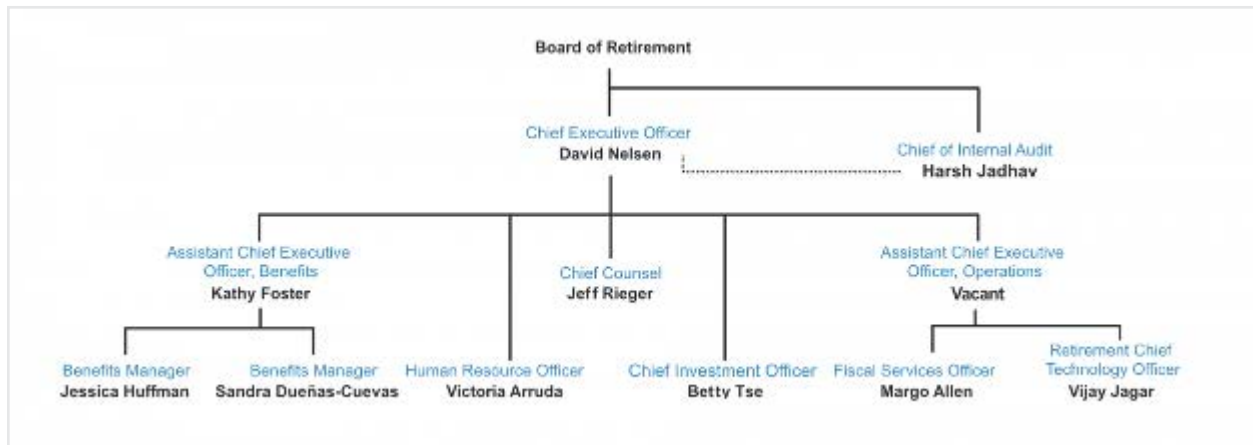 Board of Retirement
Chief Executive Officer
David Nelsen
Chief of Internal Audit
Harsh Jadhav
Assistant Chief Executive
Officer, Benefits
Kathy Foster
Chief Counsel
Jeff Rieger
Assistant Chief Executive
Officer, Operations
Vacant
Benefits Manager
Jessica Huffman
Benefits Manager
Sandra Dueñas-Cuevas
Human Resource Officer
Victoria Arruda
Chief Investment Officer
Betty Tse
Fiscal Services Officer
Margo Allen
Retirement Chief
Technology Officer
Vijay Jagar